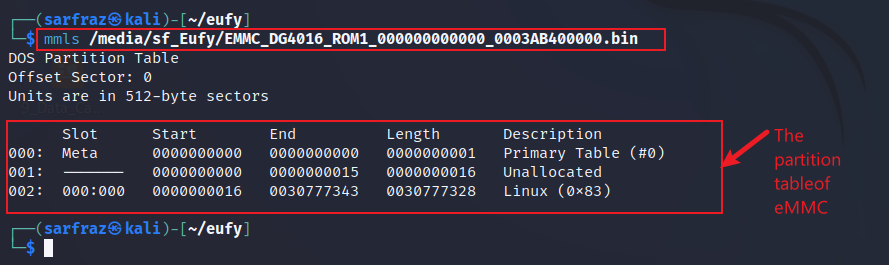 ┌──(sarfraz㉿kali)-[~/eufy]
└─$ mmls /media/sf_Eufy/EMMC_DG4016_ROM1_000000000000_0003AB400000.bin
DOS Partition Table
Offset Sector: 0
Units are in 512-byte sectors
Slot Start End Length Description
000: Meta 0000000000 0000000000 0000000001 Primary Table (#0)
001: ------- 0000000000 0000000015 0000000016 Unallocated
002: 000:000 0000000016 0030777343 0030777328 Linux (0×83)
The
partition
tableof
eMMC
┌──(sarfraz㉿kali)-[~/eufy]
└─$